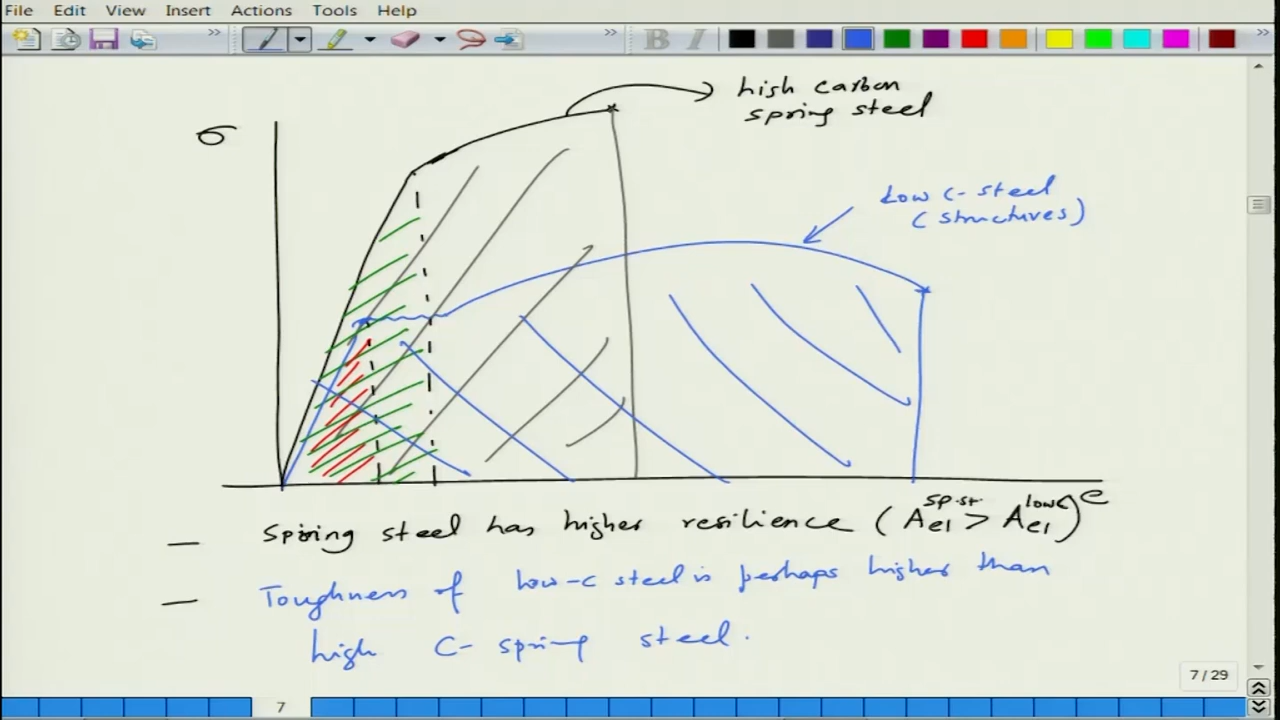 File Edit View Insert Actions Tools Help
B I
high carbon
spring steel
σ
Low C-steel
(structures)
e
- Spring steel has higher resilience (A_el^sp.st > A_el^low c)
- Toughness of low-c steel is perhaps higher than
high C- spring steel.
7 / 29
7